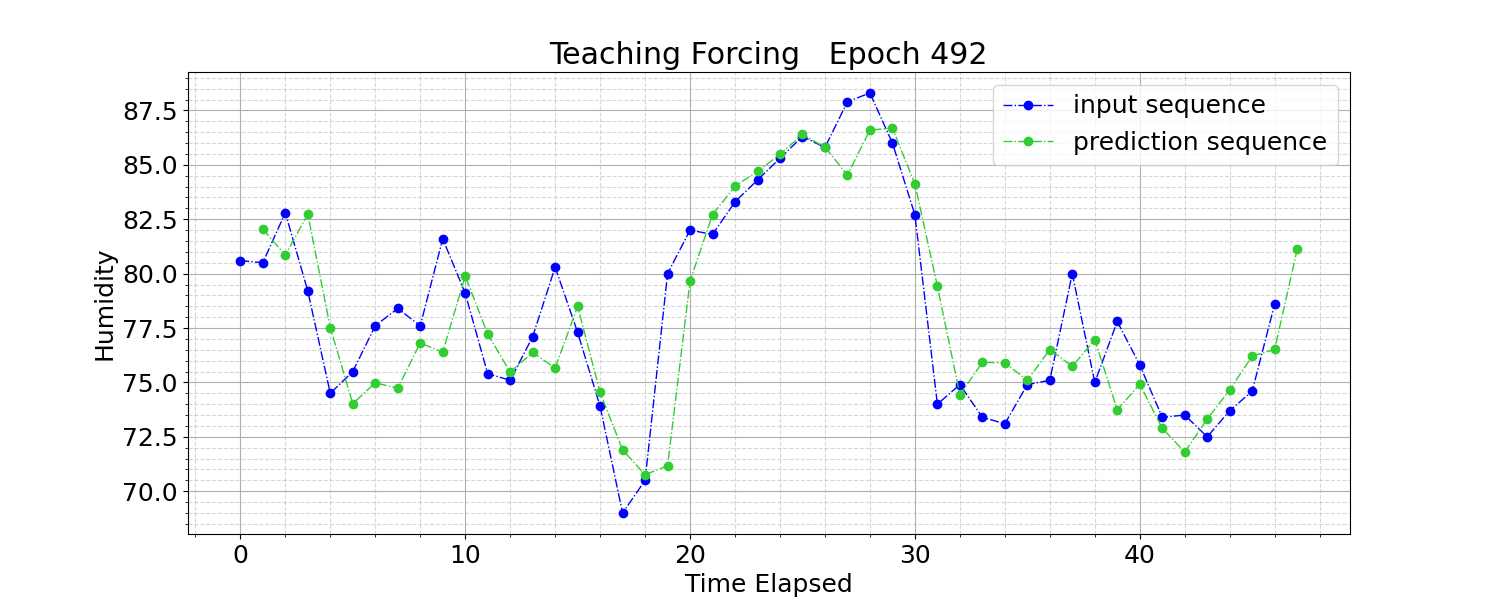 Teaching Forcing   Epoch 492
input sequence
prediction sequence
Humidity
87.5
85.0
82.5
80.0
77.5
75.0
72.5
70.0
0 10 20 30 40
Time Elapsed